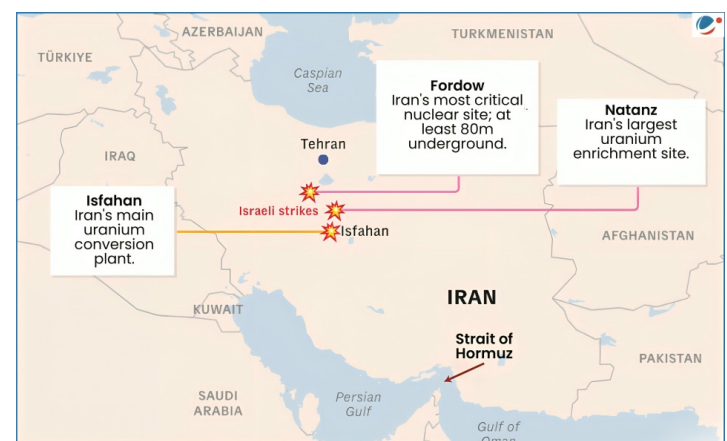 AZERBAIJAN
TURKMENISTAN
TÜRKIYE
Caspian
Sea
Fordow
Iran's most critical
nuclear site; at
least 80m
underground.
Natanz
Iran's largest
uranium
enrichment site.
Tehran
IRAQ
Isfahan
Iran's main
uranium
conversion
plant.
Israeli strikes
Isfahan
AFGHANISTAN
IRAN
KUWAIT
Strait of
Hormuz
PAKISTAN
SAUDI
ARABIA
Persian
Gulf
Gulf of
Oman